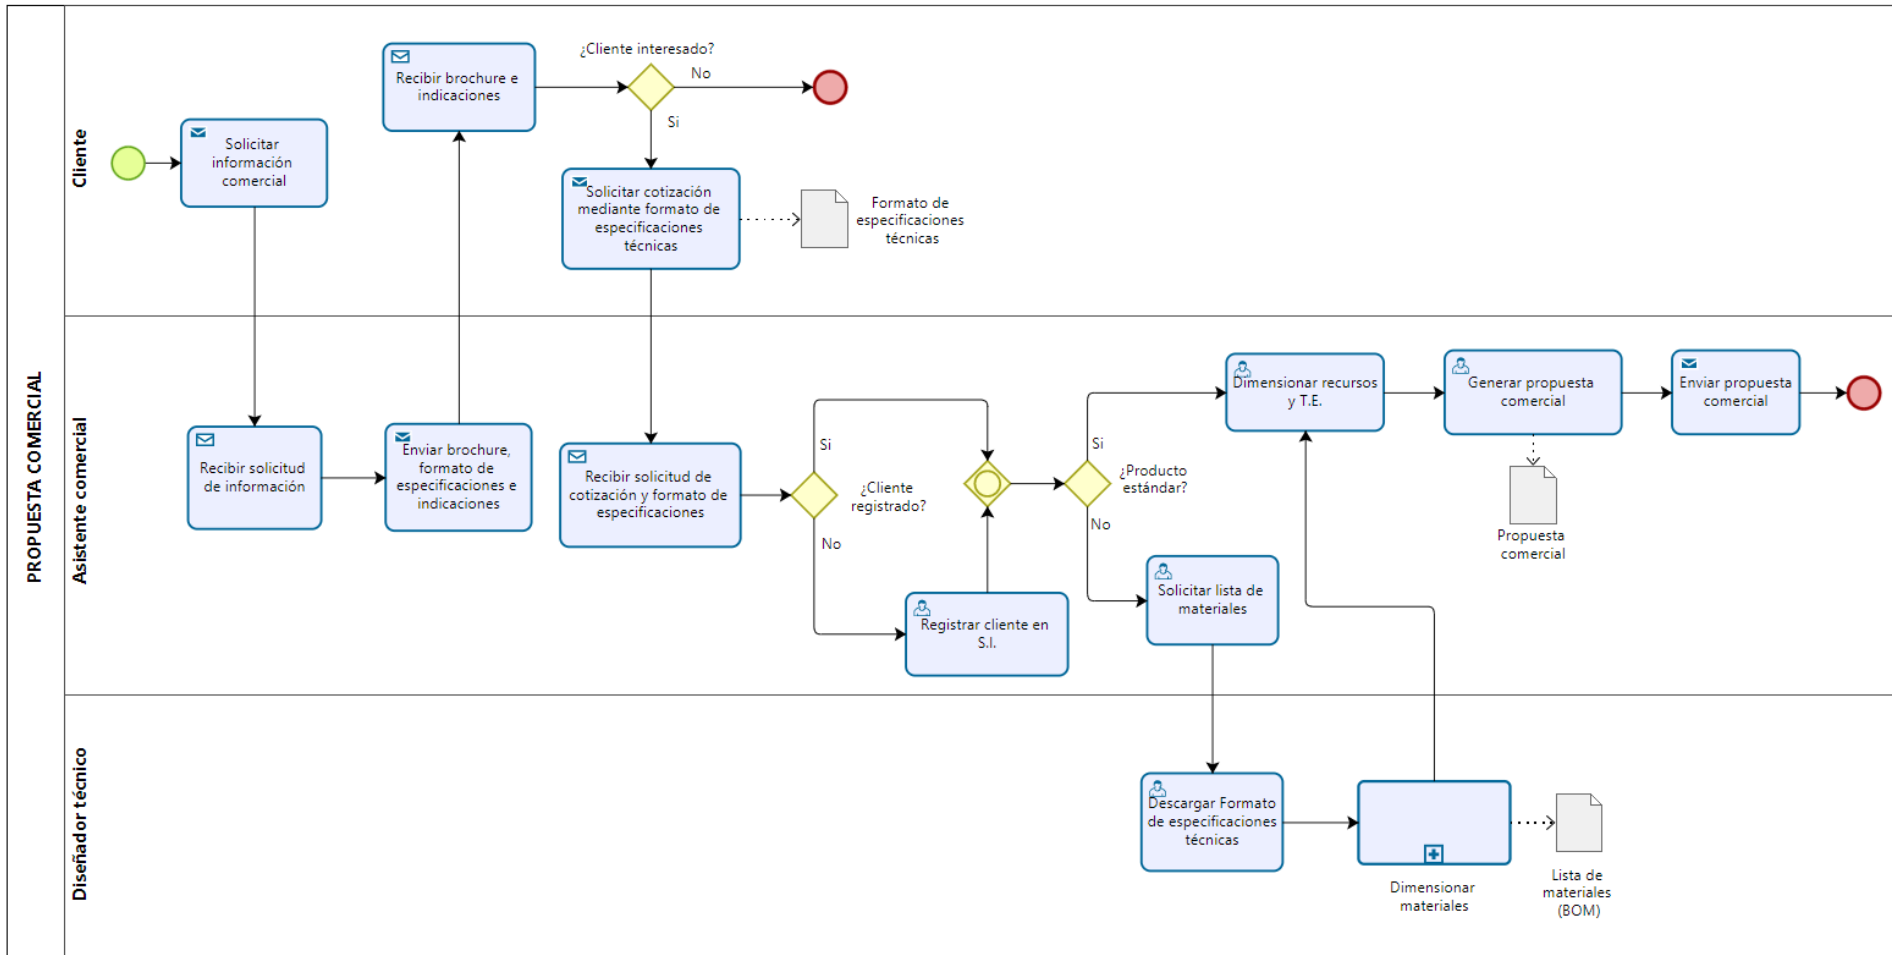 PROPUESTA COMERCIAL
Cliente
Solicitar
información
comercial
Recibir brochure e
indicaciones
¿Cliente interesado?
No
Si
Solicitar cotización
mediante formato de
especificaciones
técnicas
Formato de
especificaciones
técnicas
Asistente comercial
Recibir solicitud
de información
Enviar brochure,
formato de
especificaciones e
indicaciones
Recibir solicitud de
cotización y formato de
especificaciones
Si
¿Cliente
registrado?
No
Registrar cliente en
S.I.
Si
¿Producto
estándar?
No
Solicitar lista de
materiales
Dimensionar recursos
y T.E.
Generar propuesta
comercial
Propuesta
comercial
Enviar propuesta
comercial
Diseñador técnico
Descargar Formato
de especificaciones
técnicas
Dimensionar
materiales
Lista de
materiales
(BOM)